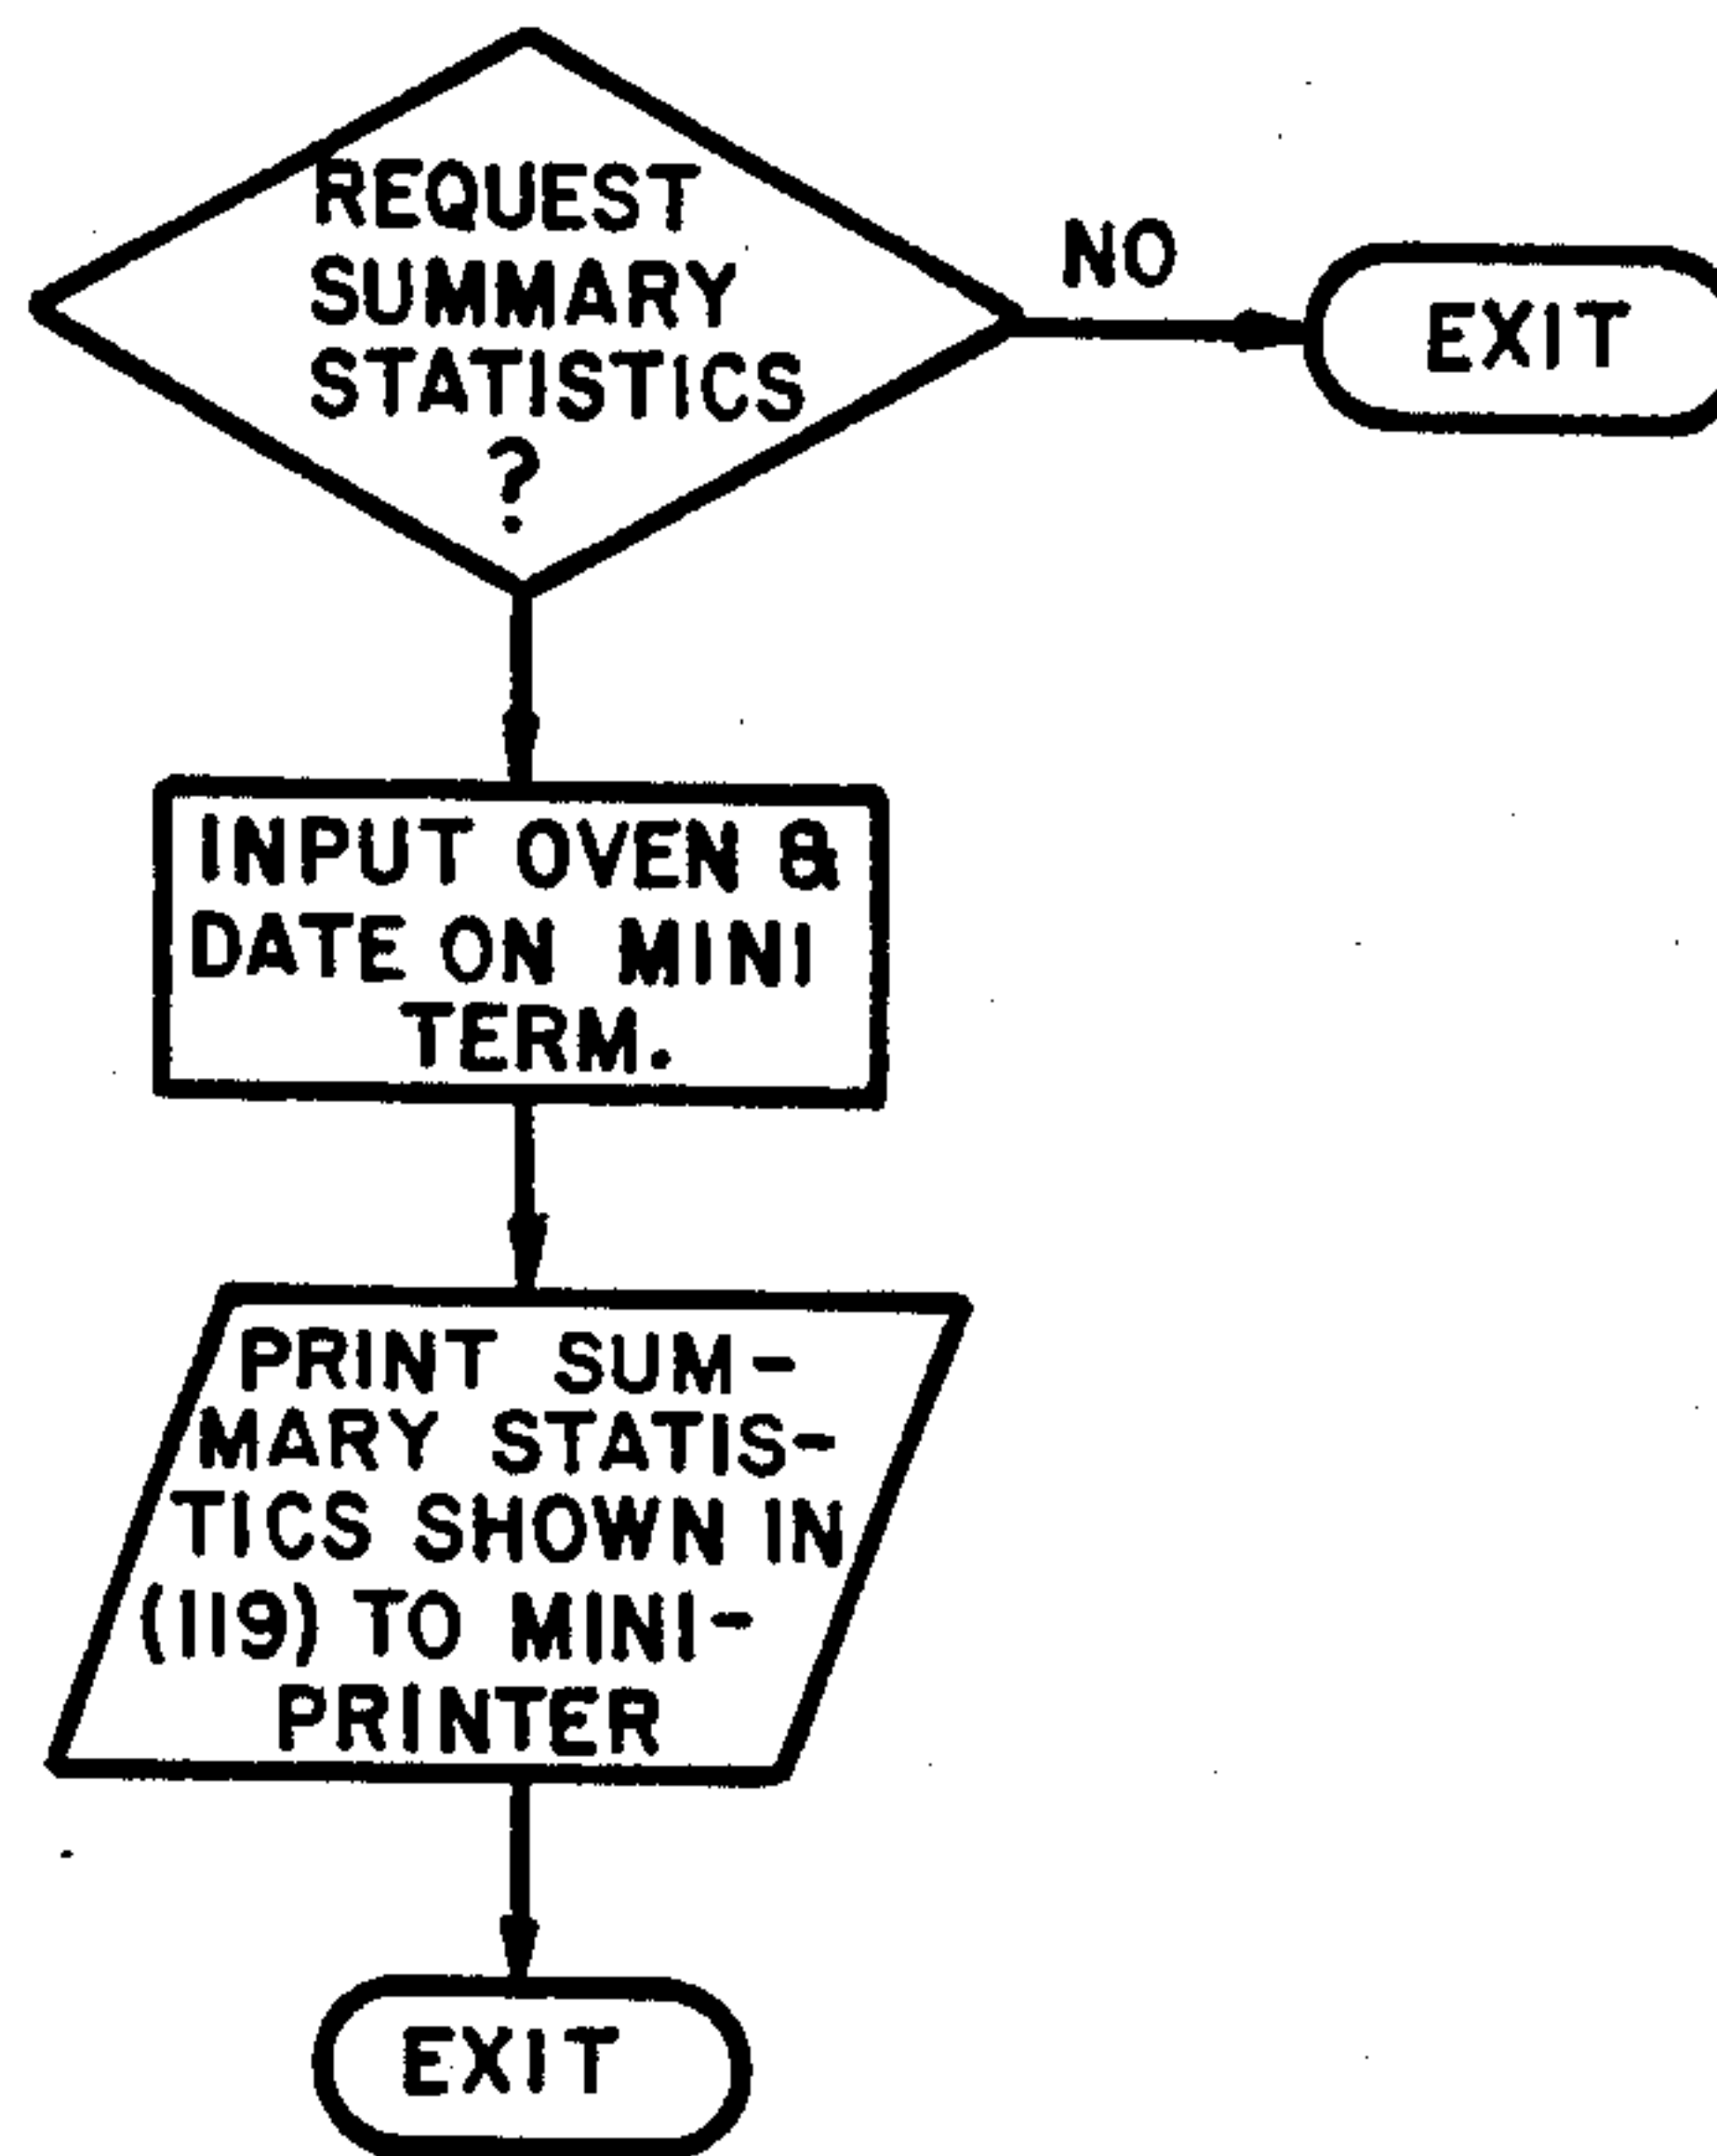 REQUEST
SUMMARY
STATISTICS
?
NO
EXIT
INPUT OVEN &
DATE ON MINI
TERM.
PRINT SUM-
MARY STATIS-
TICS SHOWN IN
(119) TO MINI-
PRINTER
EXIT